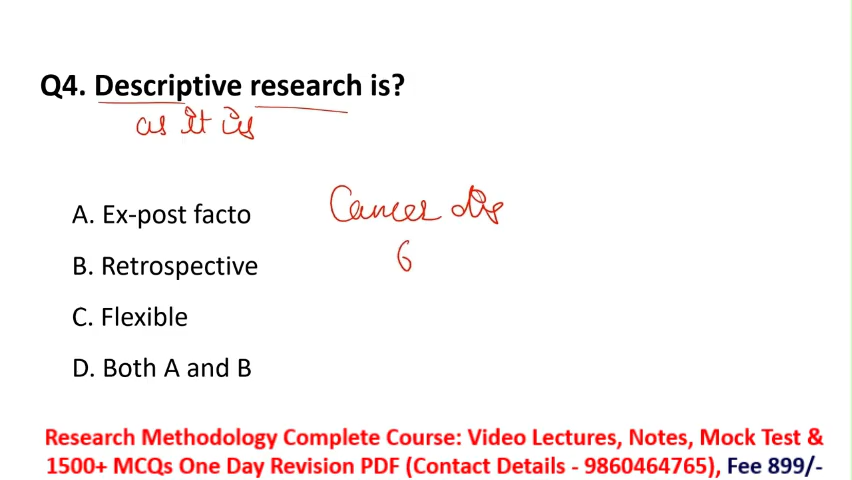 Q4. Descriptive research is?
as it is
A. Ex-post facto
Cancer
6
B. Retrospective
C. Flexible
D. Both A and B
Research Methodology Complete Course: Video Lectures, Notes, Mock Test &
1500+ MCQs One Day Revision PDF (Contact Details - 9860464765), Fee 899/-